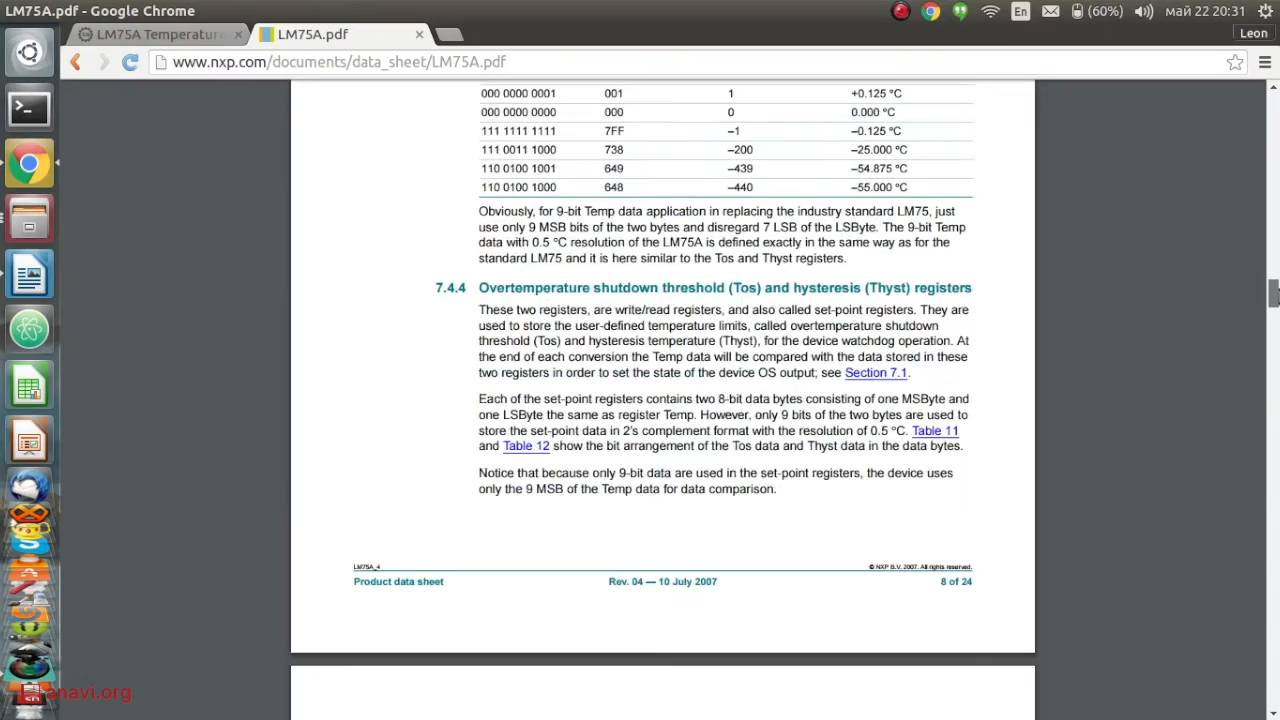 LM75A.pdf - Google Chrome
En
(60%)
май 22 20:31
LM75A Temperatur
LM75A.pdf
Leon
www.nxp.com/documents/data_sheet/LM75A.pdf
000 0000 0001 001 1 +0.125 °C
000 0000 0000 000 0 0.000 °C
111 1111 1111 7FF –1 –0.125 °C
111 0011 1000 738 –200 –25.000 °C
110 0100 1001 649 –439 –54.875 °C
110 0100 1000 648 –440 –55.000 °C
Obviously, for 9-bit Temp data application in replacing the industry standard LM75, just
use only 9 MSB bits of the two bytes and disregard 7 LSB of the LSByte. The 9-bit Temp
data with 0.5 °C resolution of the LM75A is defined exactly in the same way as for the
standard LM75 and it is here similar to the Tos and Thyst registers.
7.4.4 Overtemperature shutdown threshold (Tos) and hysteresis (Thyst) registers
These two registers, are write/read registers, and also called set-point registers. They are
used to store the user-defined temperature limits, called overtemperature shutdown
threshold (Tos) and hysteresis temperature (Thyst), for the device watchdog operation. At
the end of each conversion the Temp data will be compared with the data stored in these
two registers in order to set the state of the device OS output; see Section 7.1.
Each of the set-point registers contains two 8-bit data bytes consisting of one MSByte and
one LSByte the same as register Temp. However, only 9 bits of the two bytes are used to
store the set-point data in 2's complement format with the resolution of 0.5 °C. Table 11
and Table 12 show the bit arrangement of the Tos data and Thyst data in the data bytes.
Notice that because only 9-bit data are used in the set-point registers, the device uses
only the 9 MSB of the Temp data for data comparison.
LM75A_4
© NXP B.V. 2007. All rights reserved.
Product data sheet
Rev. 04 — 10 July 2007
8 of 24
anavi.org